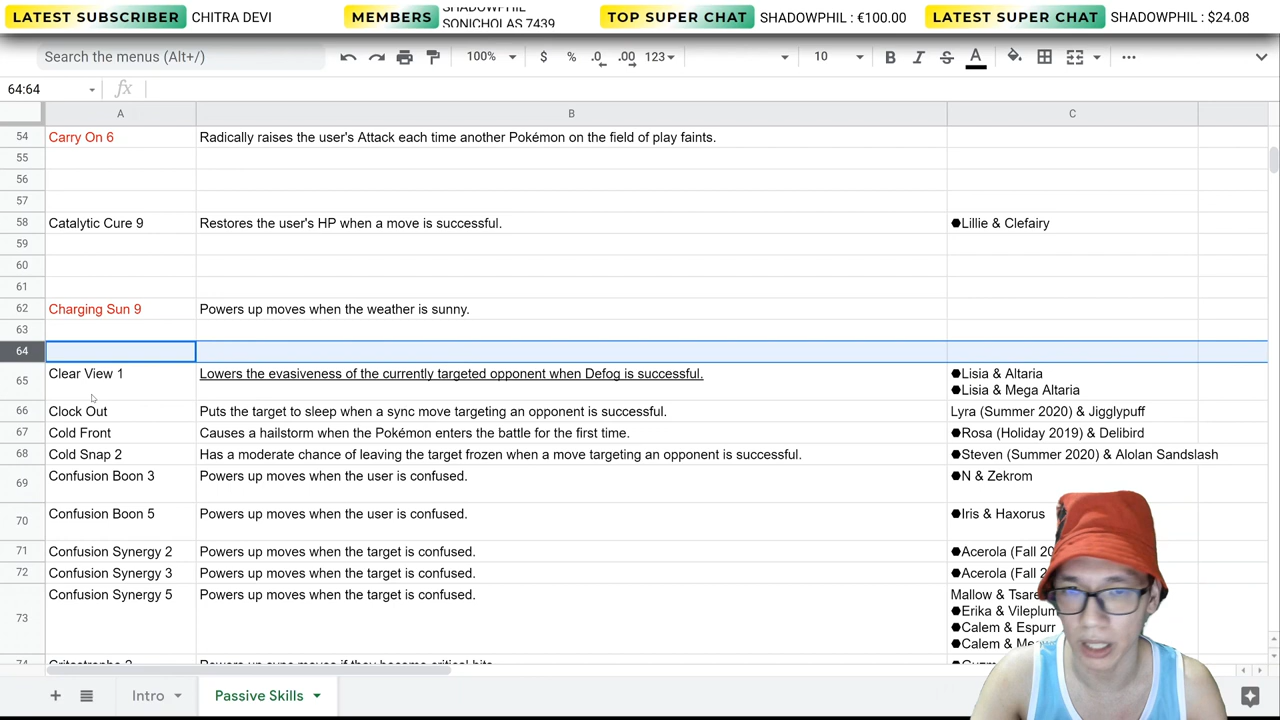 LATEST SUBSCRIBER CHITRA DEVI
MEMBERS SHADOWPHIL
SONICHOLAS 7439
TOP SUPER CHAT SHADOWPHIL : €100.00
LATEST SUPER CHAT SHADOWPHIL : $24.08
Search the menus (Alt+/)
100% $ % .0 .00 123 10 B I S A
64:64 fx
A B C
54 Carry On 6 Radically raises the user's Attack each time another Pokémon on the field of play faints.
55
56
57
58 Catalytic Cure 9 Restores the user's HP when a move is successful. Lillie & Clefairy
59
60
61
62 Charging Sun 9 Powers up moves when the weather is sunny.
63
64
65 Clear View 1 Lowers the evasiveness of the currently targeted opponent when Defog is successful. Lisia & Altaria
Lisia & Mega Altaria
66 Clock Out Puts the target to sleep when a sync move targeting an opponent is successful. Lyra (Summer 2020) & Jigglypuff
67 Cold Front Causes a hailstorm when the Pokémon enters the battle for the first time. Rosa (Holiday 2019) & Delibird
68 Cold Snap 2 Has a moderate chance of leaving the target frozen when a move targeting an opponent is successful. Steven (Summer 2020) & Alolan Sandslash
69 Confusion Boon 3 Powers up moves when the user is confused. N & Zekrom
70 Confusion Boon 5 Powers up moves when the user is confused. Iris & Haxorus
71 Confusion Synergy 2 Powers up moves when the target is confused. Acerola (Fall 20
72 Confusion Synergy 3 Powers up moves when the target is confused. Acerola (Fall 2
73 Confusion Synergy 5 Powers up moves when the target is confused. Mallow & Tsare
Erika & Vileplum
Calem & Espurr
Calem & Meow
Powers up sync moves if they become critical hits.
Intro Passive Skills